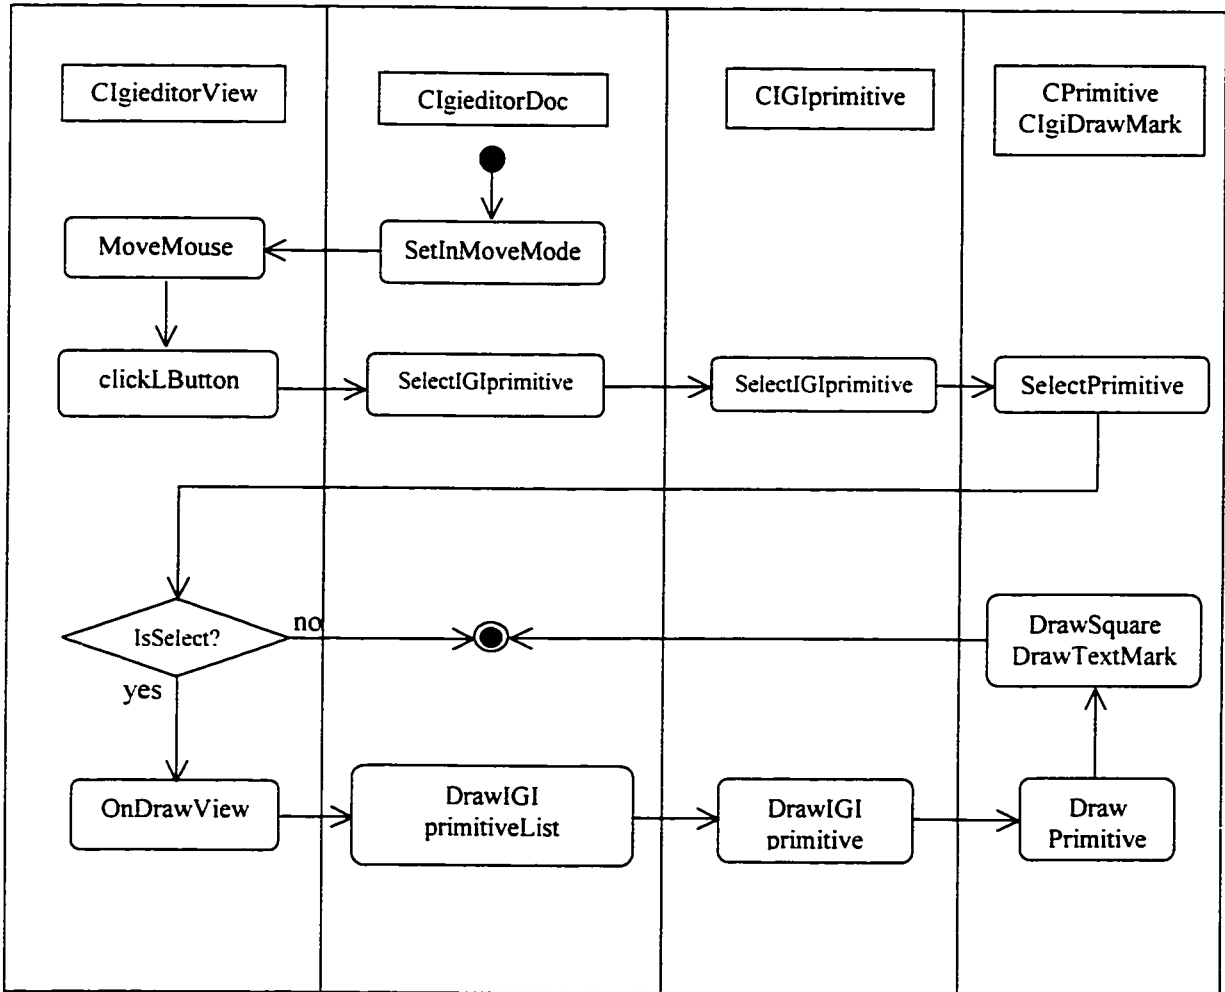 CIgieditorView
CIgieditorDoc
CIGIprimitive
CPrimitive
CIgiDrawMark
MoveMouse
SetInMoveMode
clickLButton
SelectIGIprimitive
SelectIGIprimitive
SelectPrimitive
IsSelect?
no
yes
DrawSquare
DrawTextMark
OnDrawView
DrawIGI
primitiveList
DrawIGI
primitive
Draw
Primitive